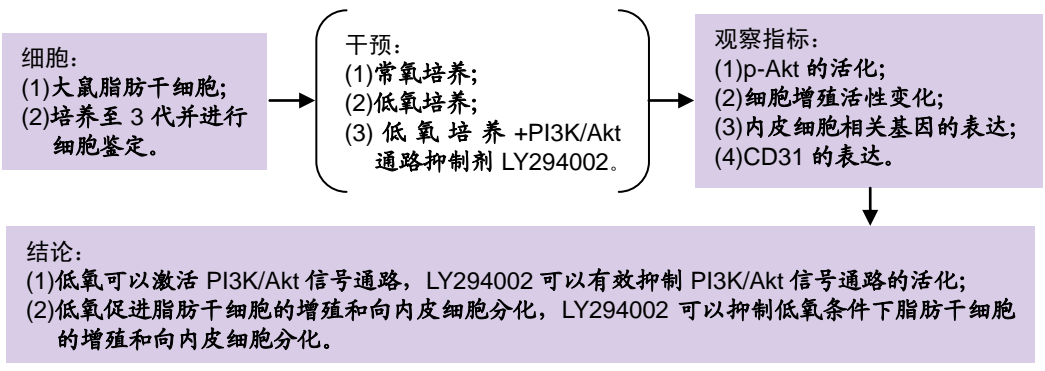 细胞：
(1)大鼠脂肪干细胞；
(2)培养至 3 代并进行
细胞鉴定。
干预：
(1)常氧培养；
(2)低氧培养；
(3) 低氧培养+PI3K/Akt
通路抑制剂 LY294002。
观察指标：
(1)p-Akt 的活化；
(2)细胞增殖活性变化；
(3)内皮细胞相关基因的表达；
(4)CD31 的表达。
结论：
(1)低氧可以激活 PI3K/Akt 信号通路，LY294002 可以有效抑制 PI3K/Akt 信号通路的活化；
(2)低氧促进脂肪干细胞的增殖和向内皮细胞分化，LY294002 可以抑制低氧条件下脂肪干细胞
的增殖和向内皮细胞分化。